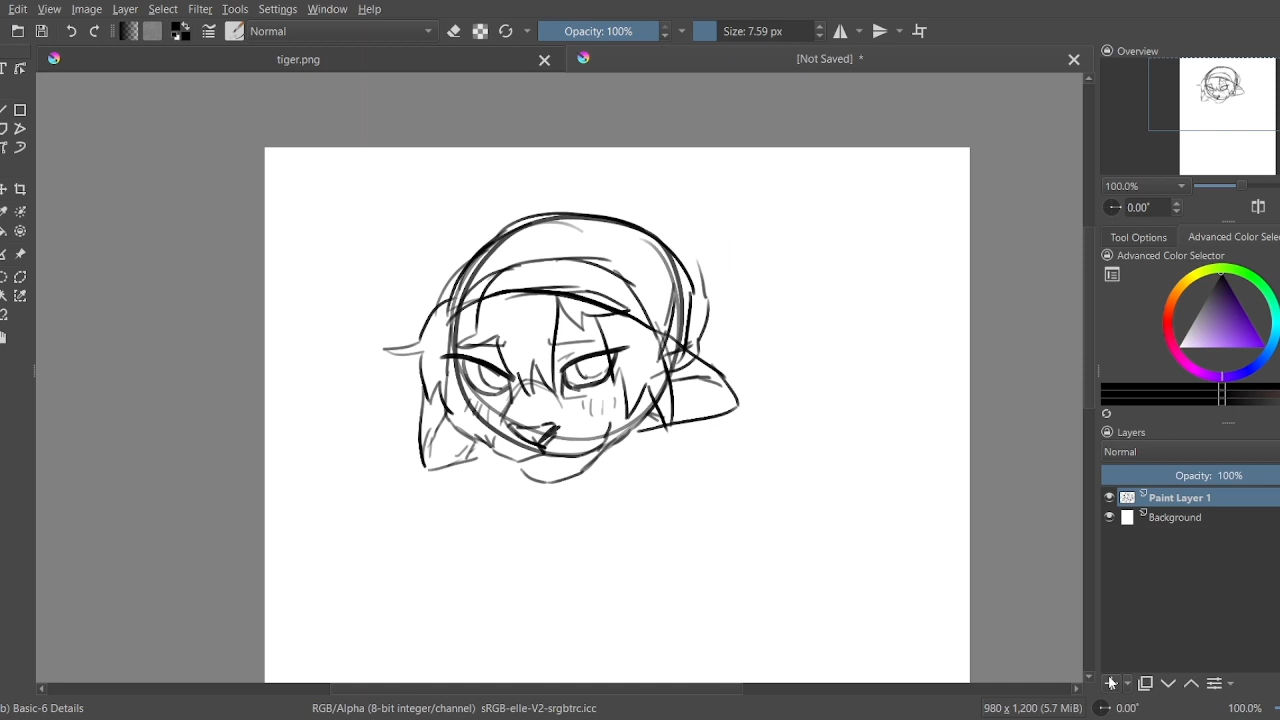 Edit View Image Layer Select Filter Tools Settings Window Help
Normal Opacity: 100% Size: 7.59 px
tiger.png [Not Saved] *
Overview
100.0%
0.00°
Tool Options Advanced Color Sele
Advanced Color Selector
Layers
Normal
Opacity: 100%
Paint Layer 1
Background
b) Basic-6 Details RGB/Alpha (8-bit integer/channel) sRGB-elle-V2-srgbtrc.icc 980 x 1,200 (5.7 MiB) 0.00° 100.0%